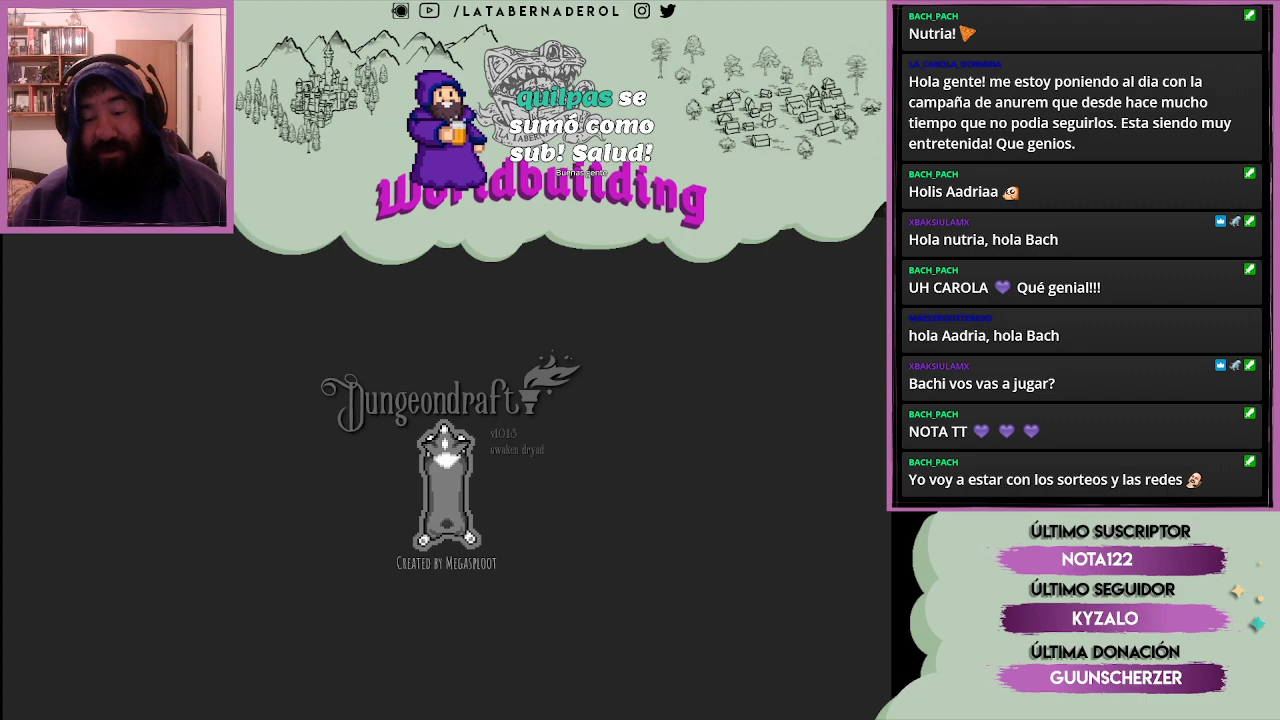 /LATABERNADEROL
quilpas se
sumó como
sub! Salud!
Buenas gente
Worldbuilding
Dungeondraft
v1.0.1.3
awaken dryad
CREATED BY MEGASPLOOT
BACH_PACH
Nutria!
LA_CAROLA_DORMIDA
Hola gente! me estoy poniendo al dia con la
campaña de anurem que desde hace mucho
tiempo que no podia seguirlos. Esta siendo muy
entretenida! Que genios.
BACH_PACH
Holis Aadriaa
XBAKSIULAMX
Hola nutria, hola Bach
BACH_PACH
UH CAROLA Qué genial!!!
hola Aadria, hola Bach
XBAKSIULAMX
Bachi vos vas a jugar?
BACH_PACH
NOTA TT
BACH_PACH
Yo voy a estar con los sorteos y las redes
ÚLTIMO SUSCRIPTOR
NOTA122
ÚLTIMO SEGUIDOR
KYZALO
ÚLTIMA DONACIÓN
GUUNSCHERZER